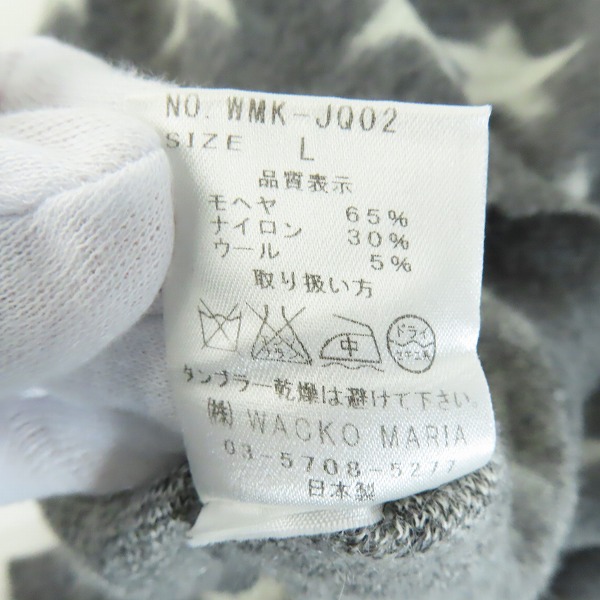 NO. WMK-JQ02
SIZE L
品質表示
モヘヤ 65%
ナイロン 30%
ウール 5%
取り扱い方
中 ドライ
タンブラー乾燥は避けて下さい。
(株) WACKO MARIA
03-5708-5277
日本製